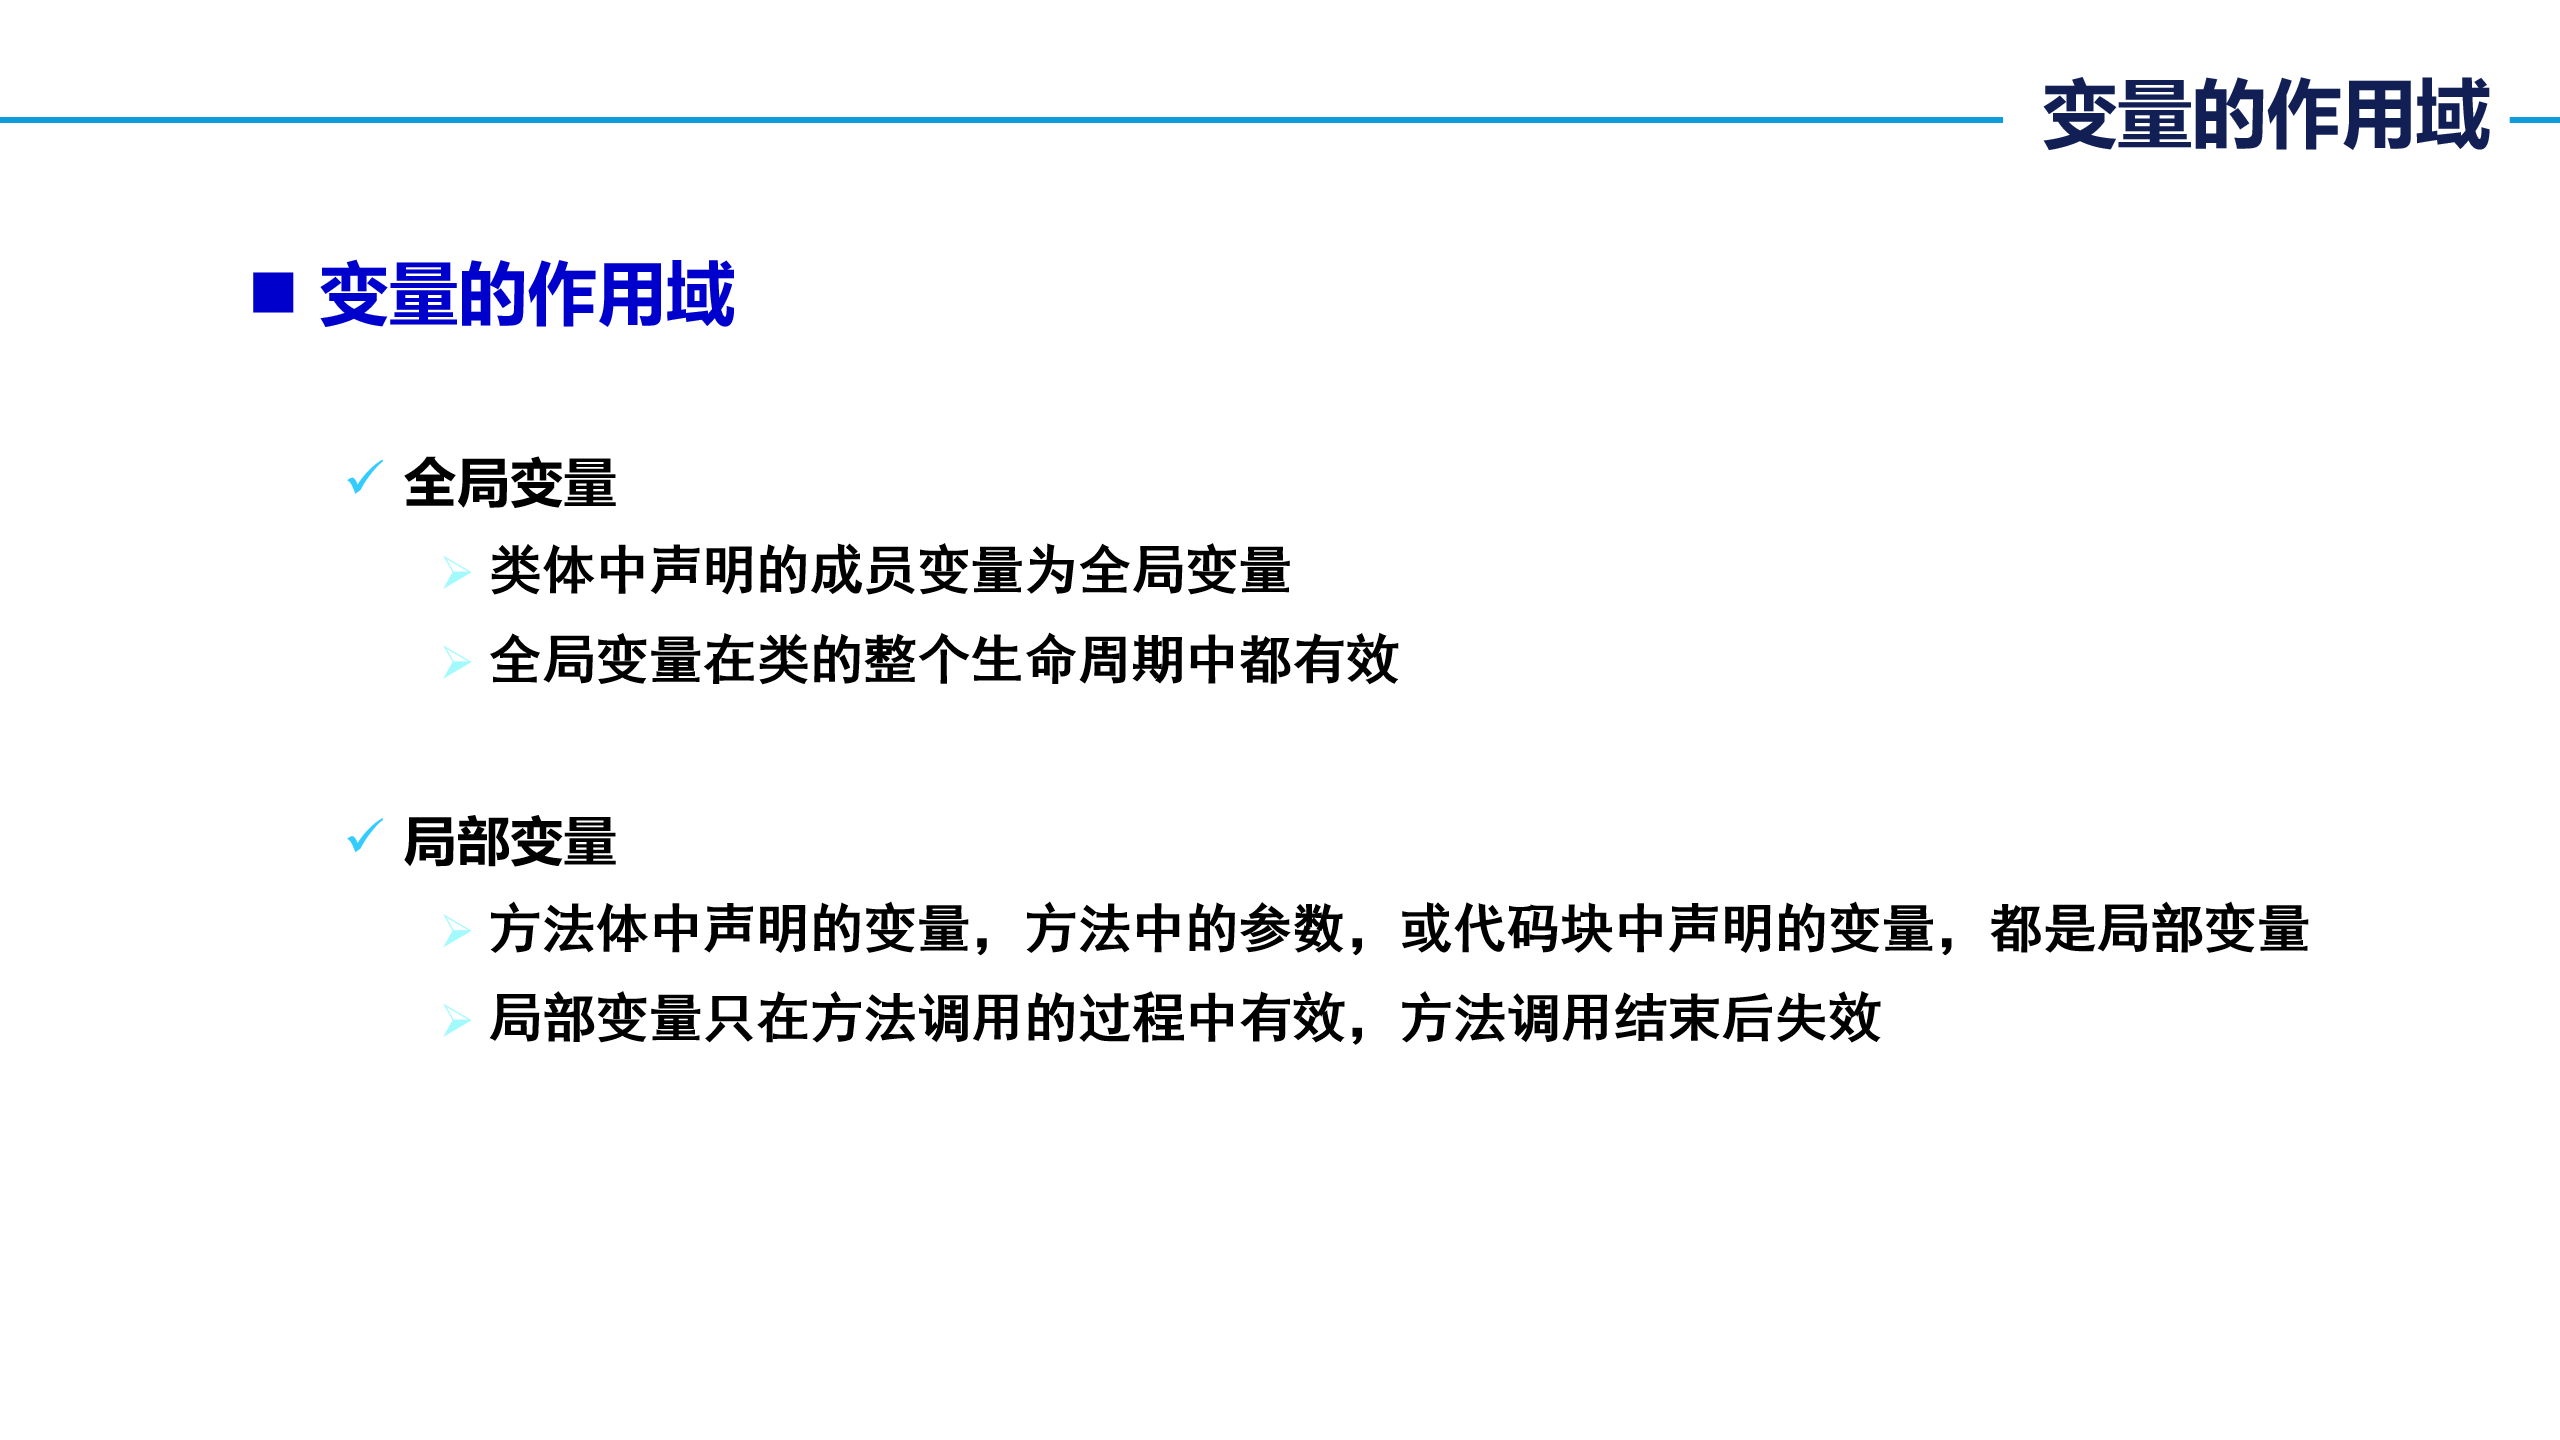 变量的作用域
变量的作用域
全局变量
类体中声明的成员变量为全局变量
全局变量在类的整个生命周期中都有效
局部变量
方法体中声明的变量，方法中的参数，或代码块中声明的变量，都是局部变量
局部变量只在方法调用的过程中有效，方法调用结束后失效